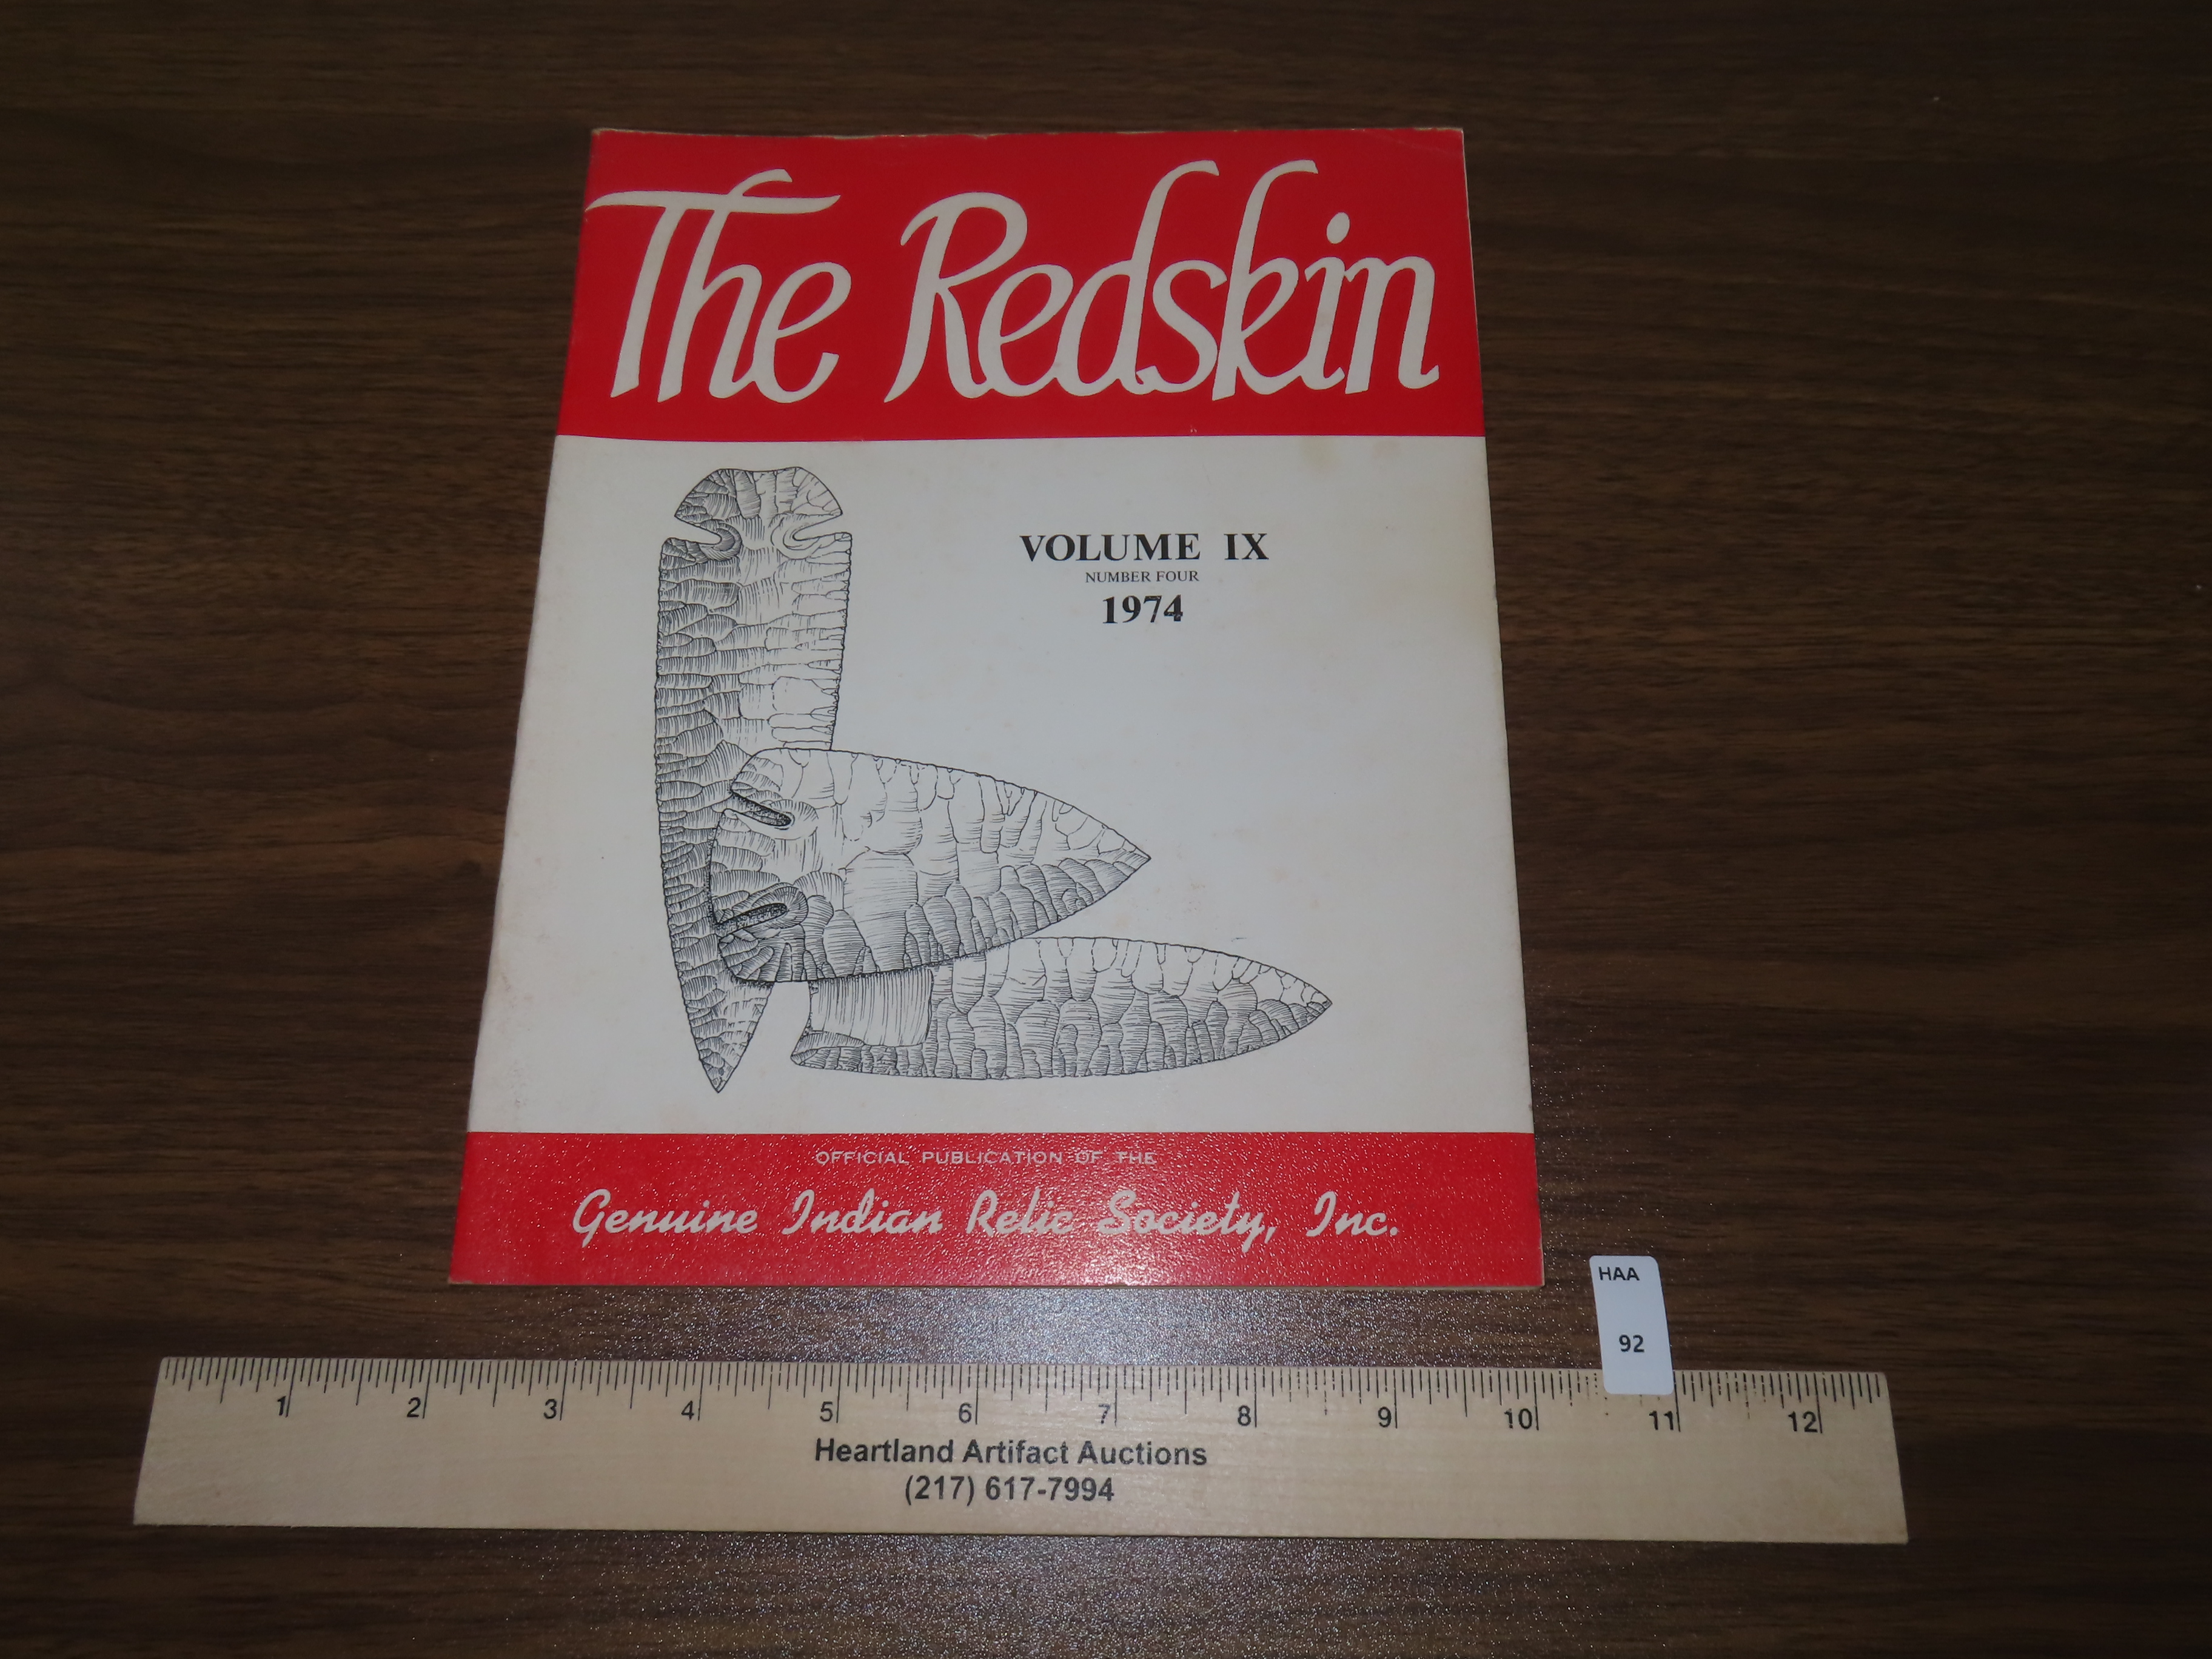 The Redskin
VOLUME IX
NUMBER FOUR
1974
OFFICIAL PUBLICATION OF THE
Genuine Indian Relic Society, Inc.
HAA
92
1 2 3 4 5 6 7 8 9 10 11 12
Heartland Artifact Auctions
(217) 617-7994